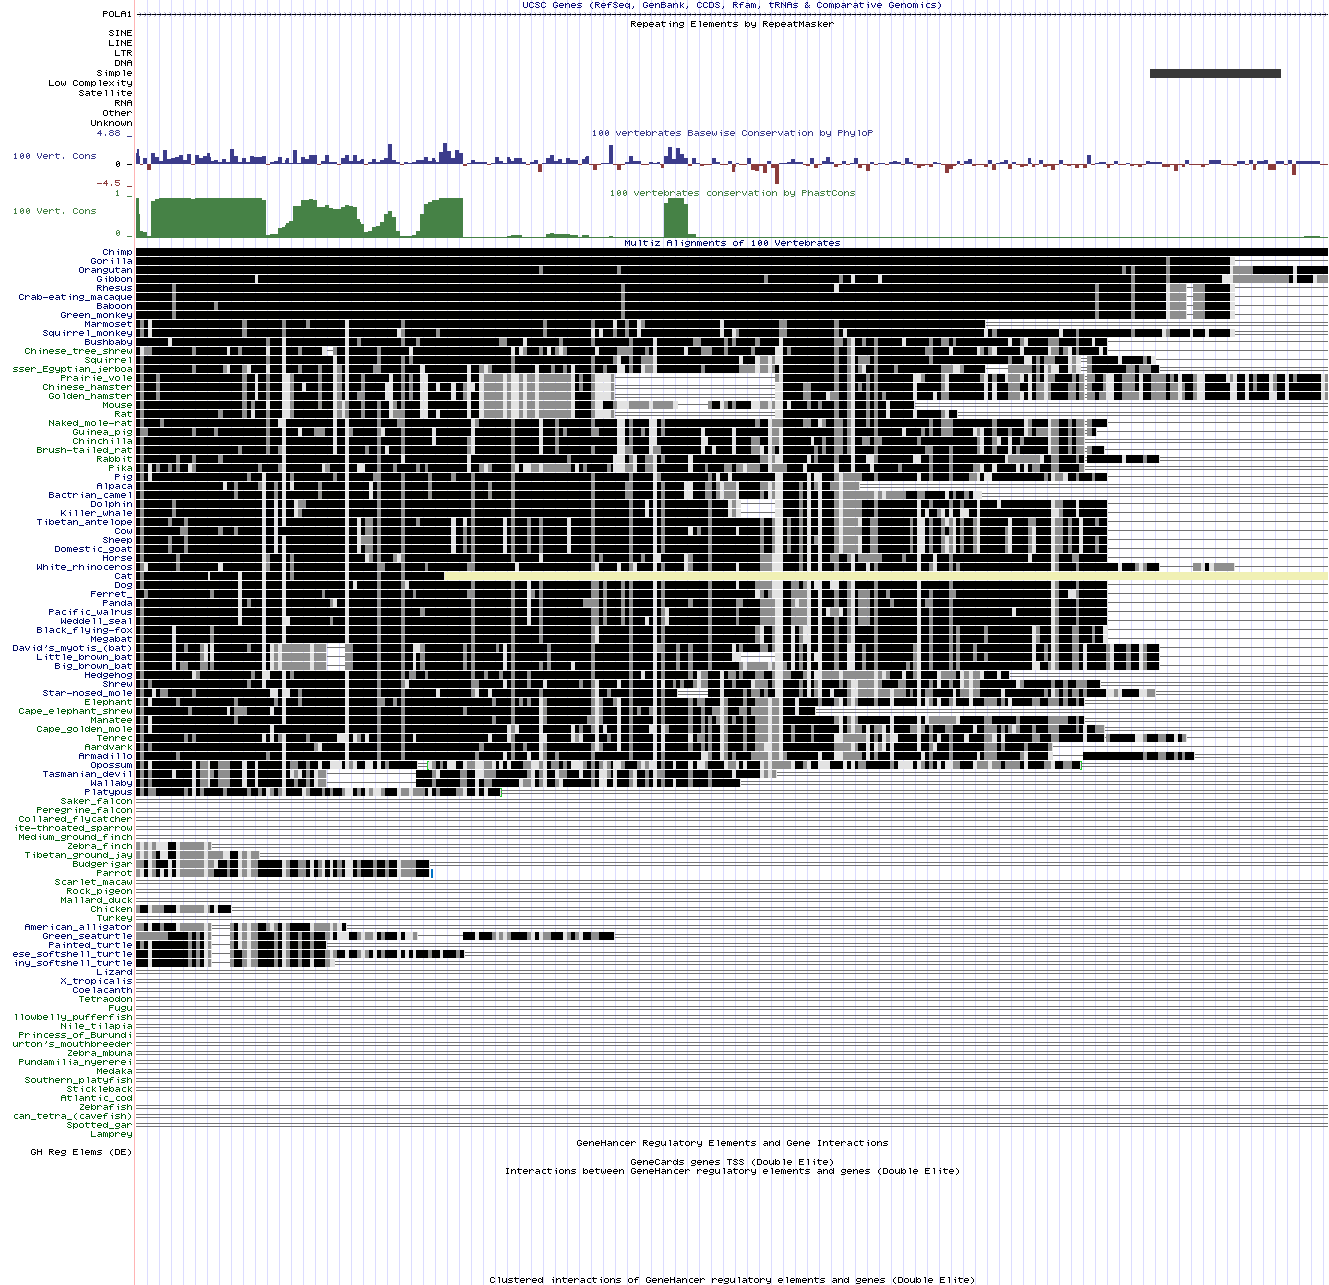 UCSC Genes (RefSeq, GenBank, CCDS, Rfam, tRNAs & Comparative Genomics)
POLA1
Repeating Elements by RepeatMasker
SINE
LINE
LTR
DNA
Simple
Low Complexity
Satellite
RNA
Other
Unknown
4.88 _
100 vertebrates Basewise Conservation by PhyloP
100 Vert. Cons
0 _
-4.5 _
1 _
100 vertebrates conservation by PhastCons
100 Vert. Cons
0 _
Multiz Alignments of 100 Vertebrates
Chimp
Gorilla
Orangutan
Gibbon
Rhesus
Crab-eating_macaque
Baboon
Green_monkey
Marmoset
Squirrel_monkey
Bushbaby
Chinese_tree_shrew
Squirrel
sser_Egyptian_jerboa
Prairie_vole
Chinese_hamster
Golden_hamster
Mouse
Rat
Naked_mole-rat
Guinea_pig
Chinchilla
Brush-tailed_rat
Rabbit
Pika
Pig
Alpaca
Bactrian_camel
Dolphin
Killer_whale
Tibetan_antelope
Cow
Sheep
Domestic_goat
Horse
White_rhinoceros
Cat
Dog
Ferret_
Panda
Pacific_walrus
Weddell_seal
Black_flying-fox
Megabat
David's_myotis_(bat)
Little_brown_bat
Big_brown_bat
Hedgehog
Shrew
Star-nosed_mole
Elephant
Cape_elephant_shrew
Manatee
Cape_golden_mole
Tenrec
Aardvark
Armadillo
Opossum
Tasmanian_devil
Wallaby
Platypus
Saker_falcon
Peregrine_falcon
Collared_flycatcher
ite-throated_sparrow
Medium_ground_finch
Zebra_finch
Tibetan_ground_jay
Budgerigar
Parrot
Scarlet_macaw
Rock_pigeon
Mallard_duck
Chicken
Turkey
American_alligator
Green_seaturtle
Painted_turtle
ese_softshell_turtle
iny_softshell_turtle
Lizard
X_tropicalis
Coelacanth
Tetraodon
Fugu
llowbelly_pufferfish
Nile_tilapia
Princess_of_Burundi
urton's_mouthbreeder
Zebra_mbuna
Pundamilia_nyererei
Medaka
Southern_platyfish
Stickleback
Atlantic_cod
Zebrafish
can_tetra_(cavefish)
Spotted_gar
Lamprey
GeneHancer Regulatory Elements and Gene Interactions
GH Reg Elems (DE)
GeneCards genes TSS (Double Elite)
Interactions between GeneHancer regulatory elements and genes (Double Elite)
Clustered interactions of GeneHancer regulatory elements and genes (Double Elite)